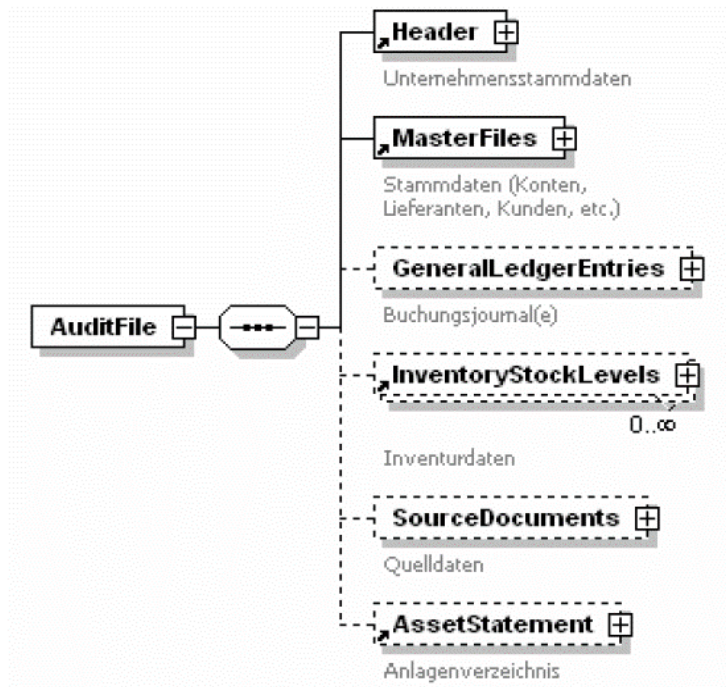 Header
Unternehmensstammdaten
MasterFiles
Stammdaten (Konten,
Lieferanten, Kunden, etc.)
GeneralLedgerEntries
Buchungsjournal(e)
AuditFile
InventoryStockLevels
0..∞
Inventurdaten
SourceDocuments
Quelldaten
AssetStatement
Anlagenverzeichnis